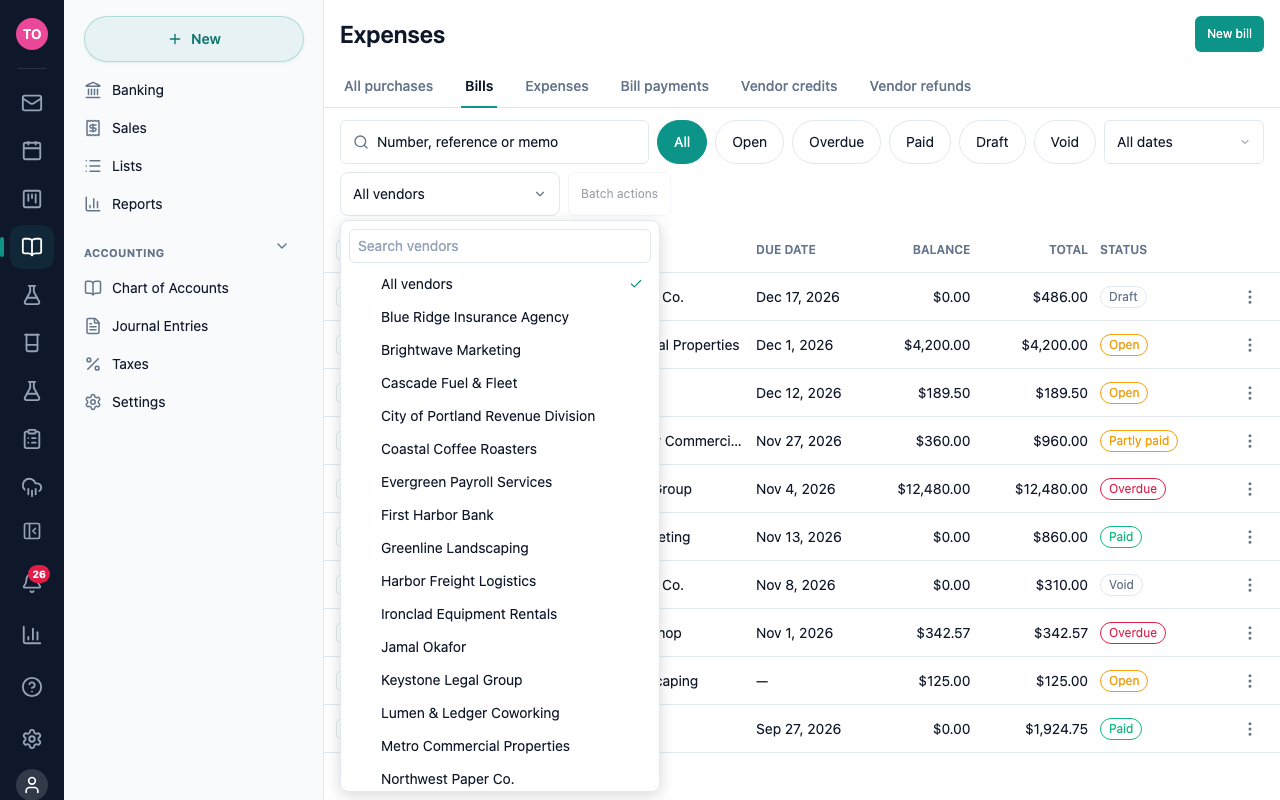 TO
26
New
Banking
Sales
Lists
Reports
ACCOUNTING
Chart of Accounts
Journal Entries
Taxes
Settings
Expenses
New bill
All purchases
Bills
Expenses
Bill payments
Vendor credits
Vendor refunds
Number, reference or memo
All
Open
Overdue
Paid
Draft
Void
All dates
All vendors
Batch actions
Search vendors
All vendors
Blue Ridge Insurance Agency
Brightwave Marketing
Cascade Fuel & Fleet
City of Portland Revenue Division
Coastal Coffee Roasters
Evergreen Payroll Services
First Harbor Bank
Greenline Landscaping
Harbor Freight Logistics
Ironclad Equipment Rentals
Jamal Okafor
Keystone Legal Group
Lumen & Ledger Coworking
Metro Commercial Properties
Northwest Paper Co.
DUE DATE BALANCE TOTAL STATUS
Co. Dec 17, 2026 $0.00 $486.00 Draft
al Properties Dec 1, 2026 $4,200.00 $4,200.00 Open
Dec 12, 2026 $189.50 $189.50 Open
Commerci... Nov 27, 2026 $360.00 $960.00 Partly paid
Group Nov 4, 2026 $12,480.00 $12,480.00 Overdue
eting Nov 13, 2026 $0.00 $860.00 Paid
Co. Nov 8, 2026 $0.00 $310.00 Void
hop Nov 1, 2026 $342.57 $342.57 Overdue
caping — $125.00 $125.00 Open
Sep 27, 2026 $0.00 $1,924.75 Paid